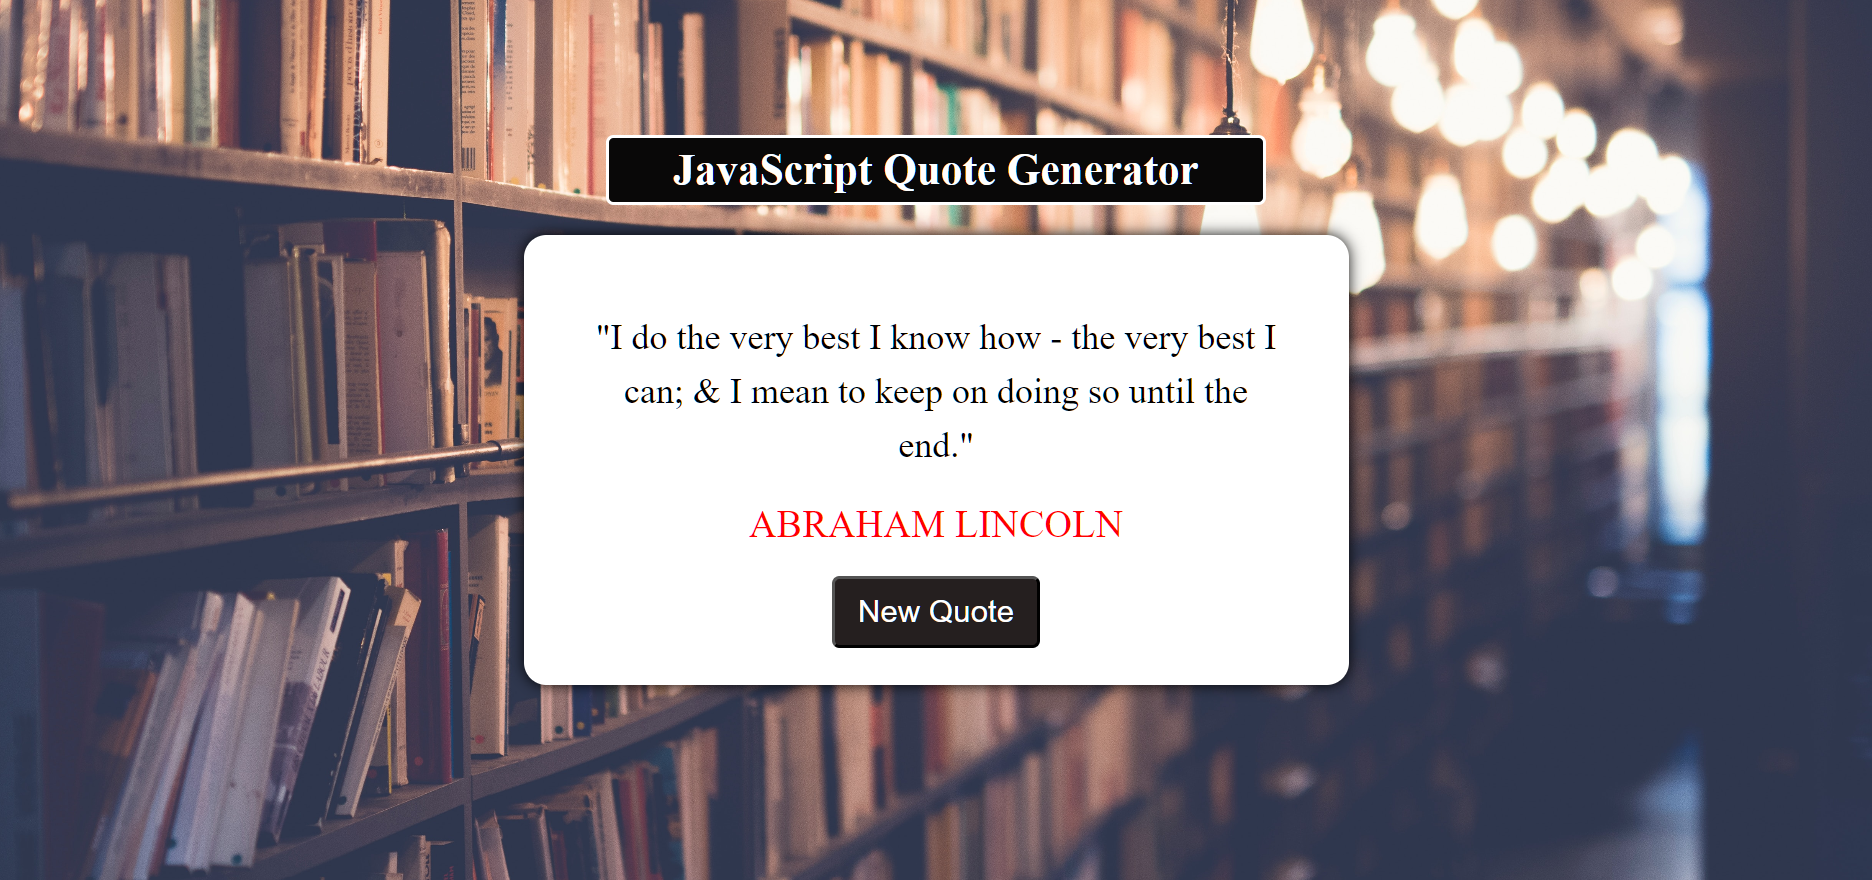 JavaScript Quote Generator
"I do the very best I know how - the very best I
can; & I mean to keep on doing so until the
end."
ABRAHAM LINCOLN
New Quote